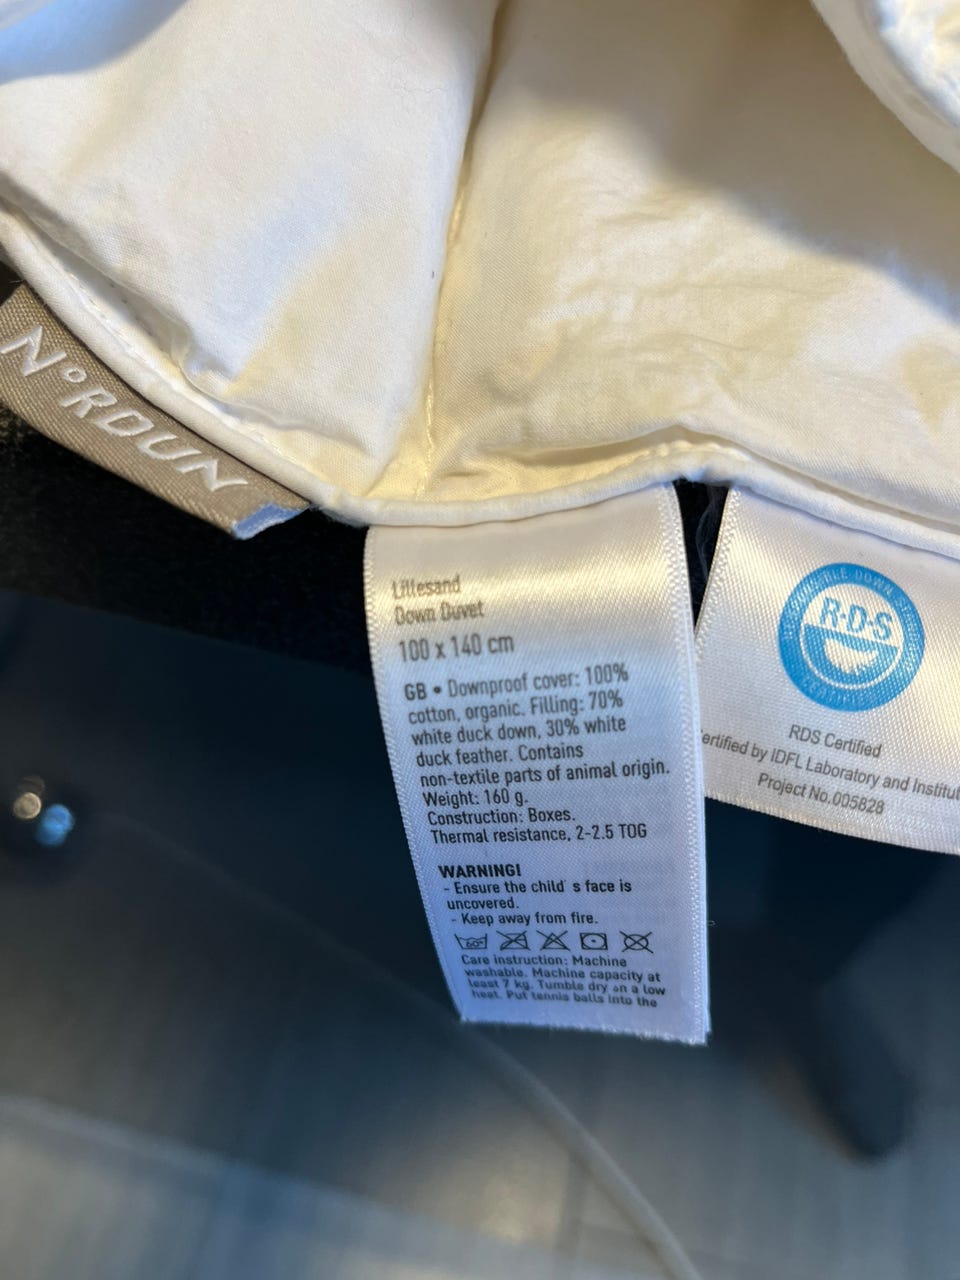 N°RDUN
Lillesand
Down Duvet
100 x 140 cm
GB • Downproof cover: 100%
cotton, organic. Filling: 70%
white duck down, 30% white
duck feather. Contains
non-textile parts of animal origin.
Weight: 160 g.
Construction: Boxes.
Thermal resistance, 2-2.5 TOG
WARNING!
- Ensure the child´s face is
uncovered.
- Keep away from fire.
60°
Care instruction: Machine
washable. Machine capacity at
least 7 kg. Tumble dry on a low
heat. Put tennis balls into the
R·D·S
RDS Certified
by IDFL Laboratory and
Project No.005828